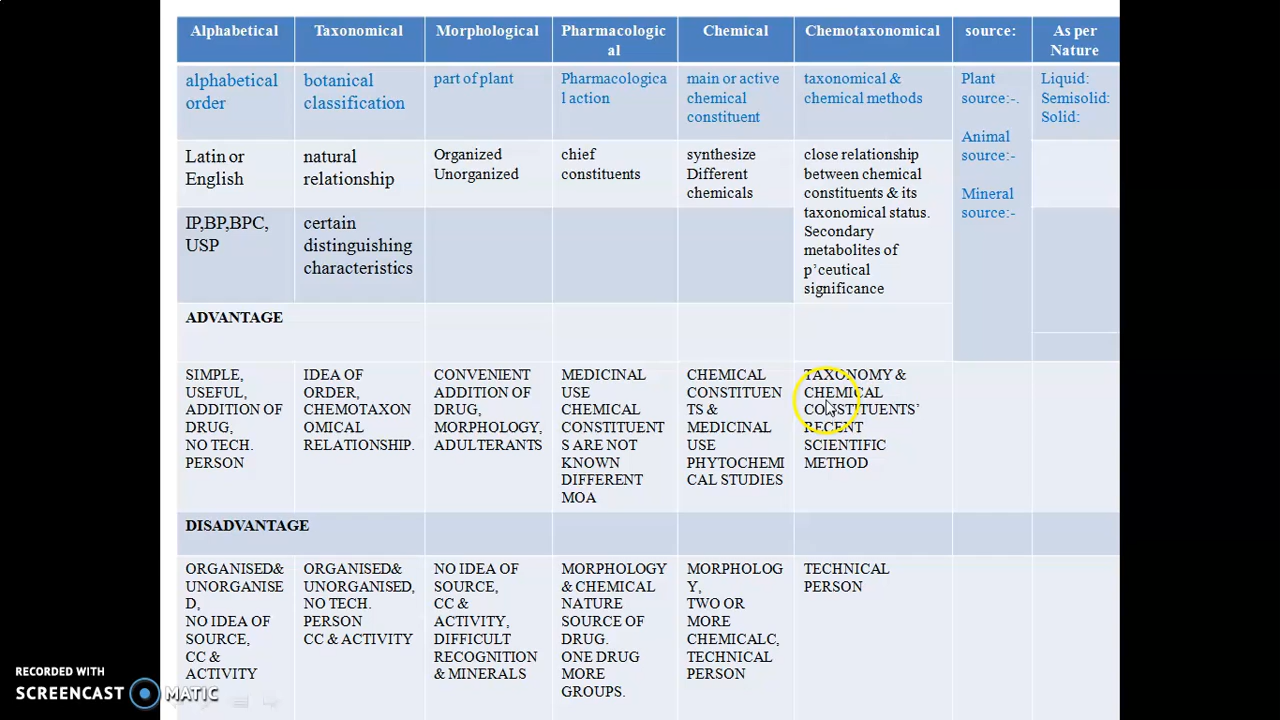 Alphabetical
Taxonomical
Morphological
Pharmacologic
al
Chemical
Chemotaxonomical
source:
As per
Nature
alphabetical
order
botanical
classification
part of plant
Pharmacologica
l action
main or active
chemical
constituent
taxonomical &
chemical methods
Plant
source:-.
Animal
source:-
Mineral
source:-
Liquid:
Semisolid:
Solid:
Latin or
English
natural
relationship
Organized
Unorganized
chief
constituents
synthesize
Different
chemicals
close relationship
between chemical
constituents & its
taxonomical status.
Secondary
metabolites of
p’ceutical
significance
IP,BP,BPC,
USP
certain
distinguishing
characteristics
ADVANTAGE
SIMPLE,
USEFUL,
ADDITION OF
DRUG,
NO TECH.
PERSON
IDEA OF
ORDER,
CHEMOTAXON
OMICAL
RELATIONSHIP.
CONVENIENT
ADDITION OF
DRUG,
MORPHOLOGY,
ADULTERANTS
MEDICINAL
USE
CHEMICAL
CONSTITUENT
S ARE NOT
KNOWN
DIFFERENT
MOA
CHEMICAL
CONSTITUEN
TS &
MEDICINAL
USE
PHYTOCHEMI
CAL STUDIES
TAXONOMY &
CHEMICAL
CONSTITUENTS’
RECENT
SCIENTIFIC
METHOD
DISADVANTAGE
ORGANISED&
UNORGANISE
D,
NO IDEA OF
SOURCE,
CC &
ACTIVITY
ORGANISED&
UNORGANISED,
NO TECH.
PERSON
CC & ACTIVITY
NO IDEA OF
SOURCE,
CC &
ACTIVITY,
DIFFICULT
RECOGNITION
& MINERALS
MORPHOLOGY
& CHEMICAL
NATURE
SOURCE OF
DRUG.
ONE DRUG
MORE
GROUPS.
MORPHOLOG
Y,
TWO OR
MORE
CHEMICALC,
TECHNICAL
PERSON
TECHNICAL
PERSON
RECORDED WITH
SCREENCAST MATIC